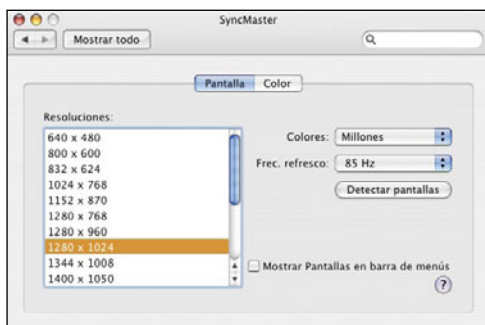 SyncMaster
Mostrar todo
Pantalla Color
Resoluciones:
640 x 480
800 x 600
832 x 624
1024 x 768
1152 x 870
1280 x 768
1280 x 960
1280 x 1024
1344 x 1008
1400 x 1050
Colores: Millones
Frec. refresco: 85 Hz
Detectar pantallas
Mostrar Pantallas en barra de menús
?